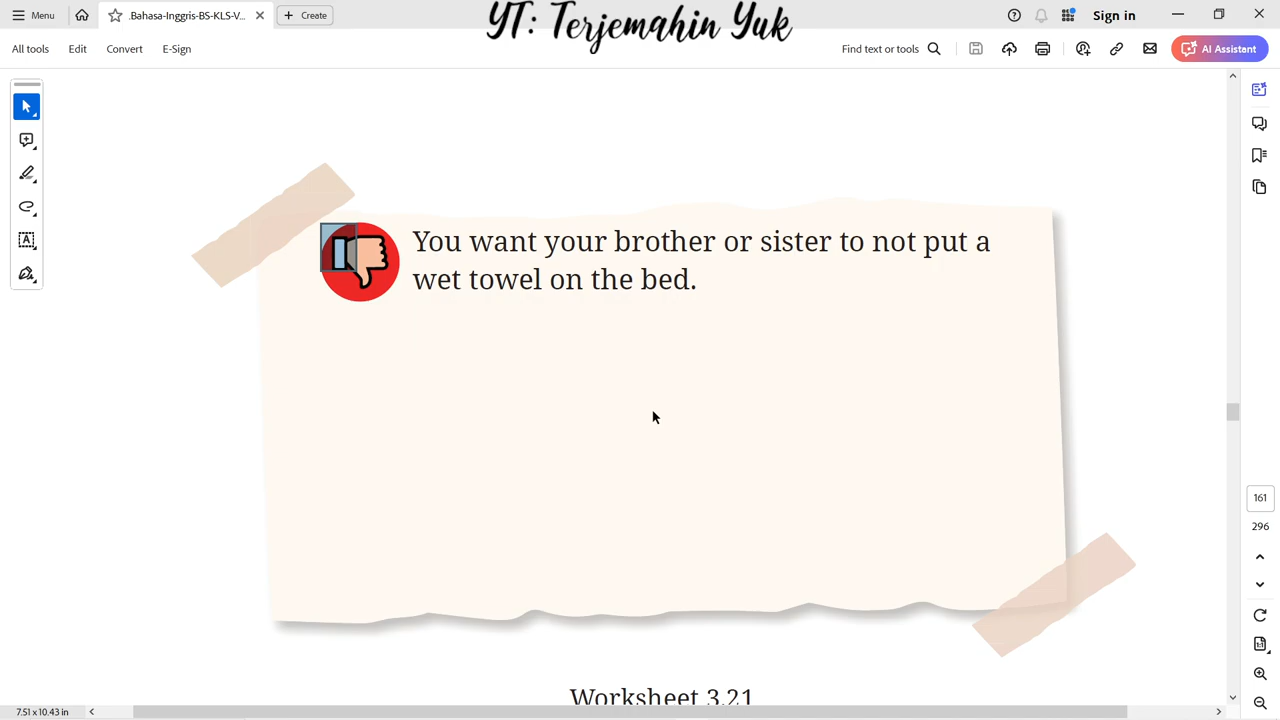 Menu
.Bahasa-Inggris-BS-KLS-V...
Create
YT: Terjemahin Yuk
Sign in
All tools
Edit
Convert
E-Sign
Find text or tools
AI Assistant
You want your brother or sister to not put a
wet towel on the bed.
161
296
Worksheet 3.21
7.51 x 10.43 in